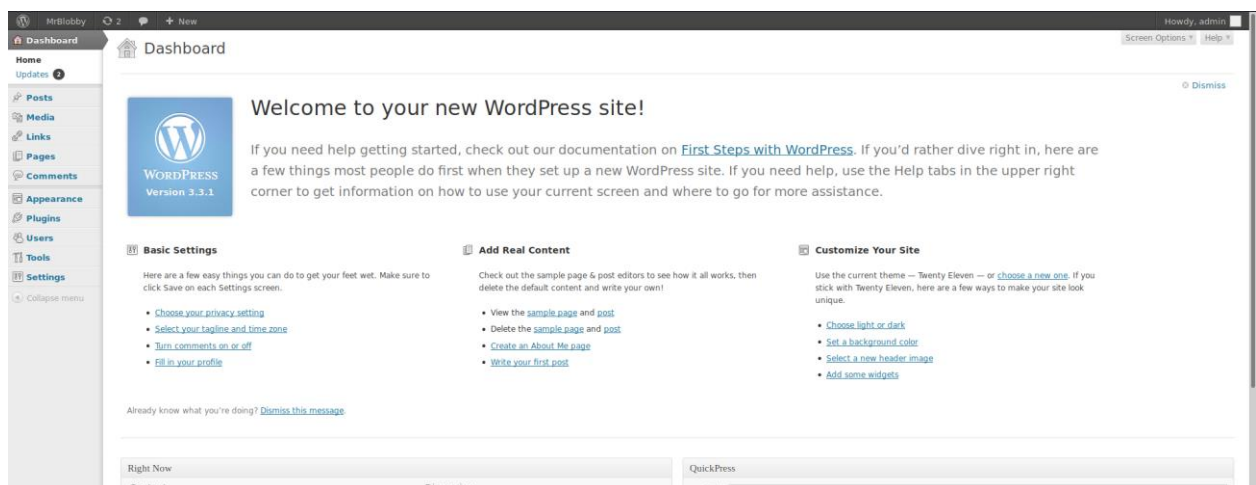 MrBlobby 2 + New Howdy, admin
Dashboard
Home
Updates 2
Posts
Media
Links
Pages
Comments
Appearance
Plugins
Users
Tools
Settings
Collapse menu
Dashboard
Screen Options Help
Dismiss
WORDPRESS
Version 3.3.1
Welcome to your new WordPress site!
If you need help getting started, check out our documentation on First Steps with WordPress. If you'd rather dive right in, here are
a few things most people do first when they set up a new WordPress site. If you need help, use the Help tabs in the upper right
corner to get information on how to use your current screen and where to go for more assistance.
Basic Settings
Here are a few easy things you can do to get your feet wet. Make sure to
click Save on each Settings screen.
• Choose your privacy setting
• Select your tagline and time zone
• Turn comments on or off
• Fill in your profile
Add Real Content
Check out the sample page & post editors to see how it all works, then
delete the default content and write your own!
• View the sample page and post
• Delete the sample page and post
• Create an About Me page
• Write your first post
Customize Your Site
Use the current theme — Twenty Eleven — or choose a new one. If you
stick with Twenty Eleven, here are a few ways to make your site look
unique.
• Choose light or dark
• Set a background color
• Select a new header image
• Add some widgets
Already know what you're doing? Dismiss this message.
Right Now
QuickPress